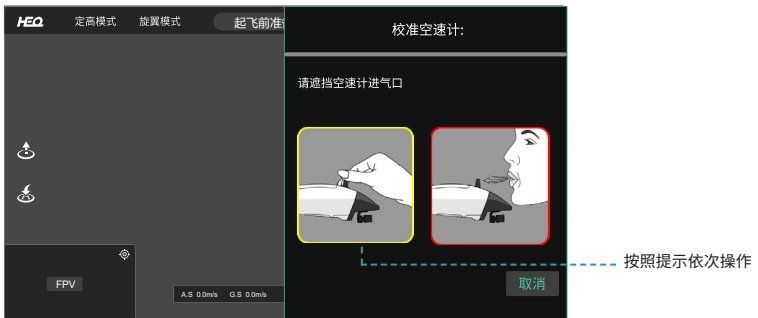 HEQ
定高模式
旋翼模式
起飞前准
校准空速计:
请遮挡空速计进气口
FPV
A.S 0.0m/s
G.S 0.0m/s
取消
按照提示依次操作